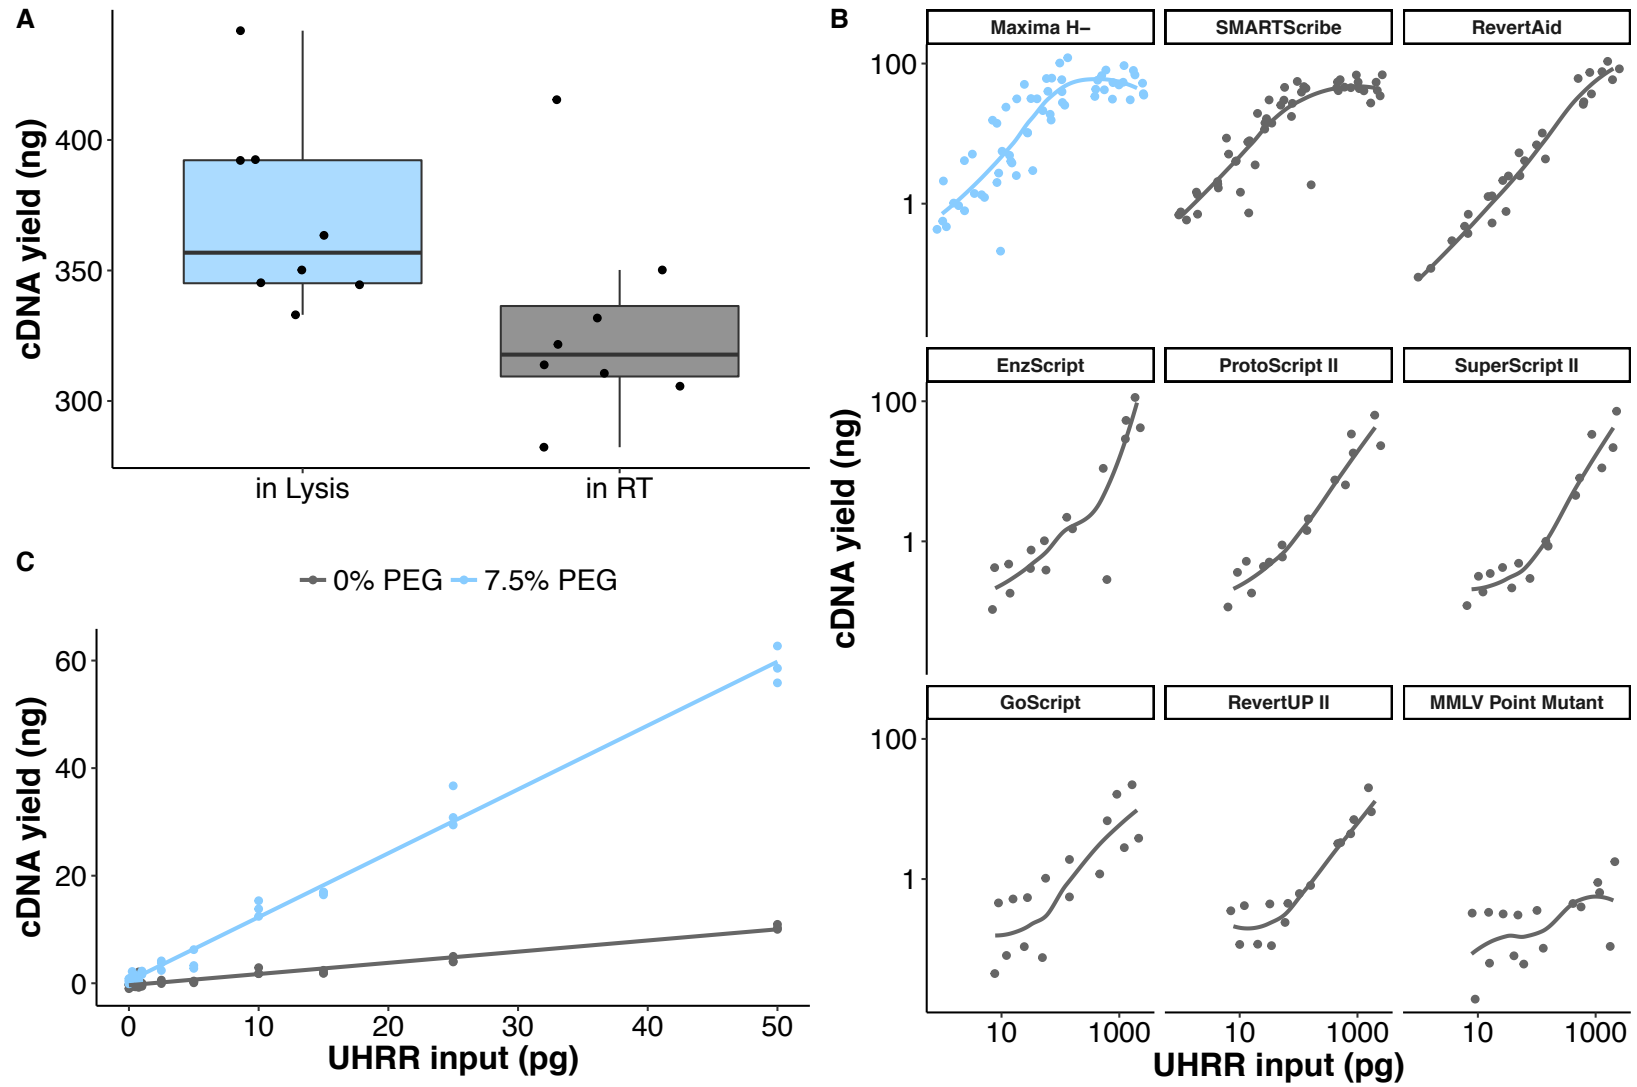 A
cDNA yield (ng)
400
350
300
in Lysis
in RT
B
cDNA yield (ng)
Maxima H–
SMARTScribe
RevertAid
100
1
EnzScript
ProtoScript II
SuperScript II
100
1
GoScript
RevertUP II
MMLV Point Mutant
100
1
10
1000
10
1000
10
1000
UHRR input (pg)
C
0% PEG
7.5% PEG
cDNA yield (ng)
60
40
20
0
0
10
20
30
40
50
UHRR input (pg)